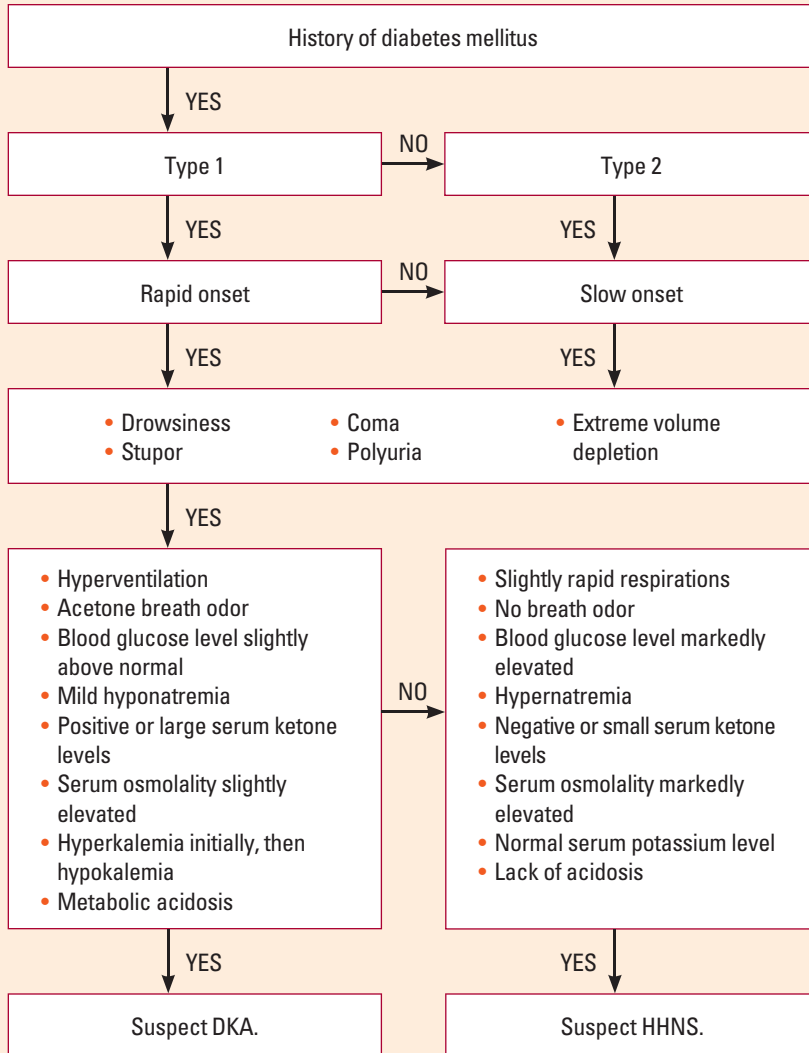 History of diabetes mellitus
YES
Type 1
NO
Type 2
YES
YES
Rapid onset
NO
Slow onset
YES
YES
• Drowsiness
• Stupor
• Coma
• Polyuria
• Extreme volume
depletion
YES
• Hyperventilation
• Acetone breath odor
• Blood glucose level slightly
above normal
• Mild hyponatremia
• Positive or large serum ketone
levels
• Serum osmolality slightly
elevated
• Hyperkalemia initially, then
hypokalemia
• Metabolic acidosis
NO
• Slightly rapid respirations
• No breath odor
• Blood glucose level markedly
elevated
• Hypernatremia
• Negative or small serum ketone
levels
• Serum osmolality markedly
elevated
• Normal serum potassium level
• Lack of acidosis
YES
YES
Suspect DKA.
Suspect HHNS.